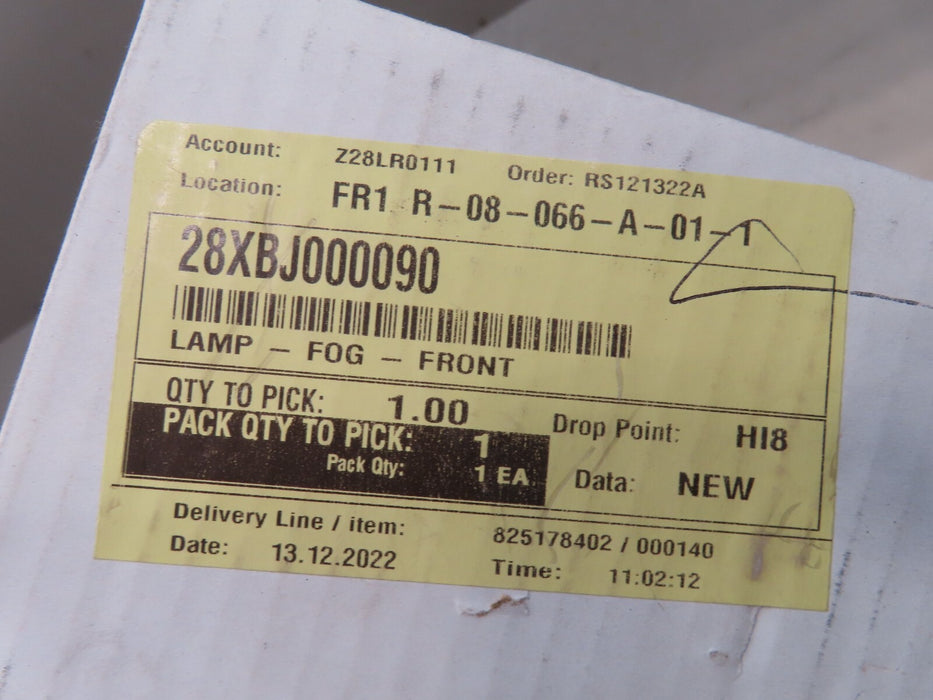 Account: Z28LR0111 Order: RS121322A
Location: FR1 R-08-066-A-01-1
28XBJ000090
LAMP - FOG - FRONT
QTY TO PICK: 1.00
PACK QTY TO PICK: 1
Drop Point: HI8
Pack Qty: 1 EA
Data: NEW
Delivery Line / item: 825178402 / 000140
Date: 13.12.2022 Time: 11:02:12